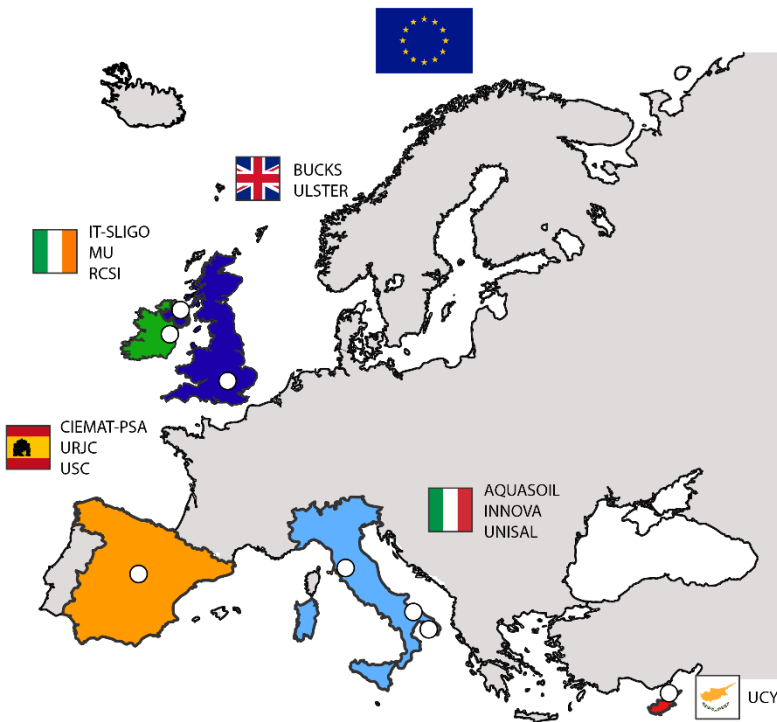 BUCKS
ULSTER
IT-SLIGO
MU
RCSI
CIEMAT-PSA
URJC
USC
AQUASOIL
INNOVA
UNISAL
UCY